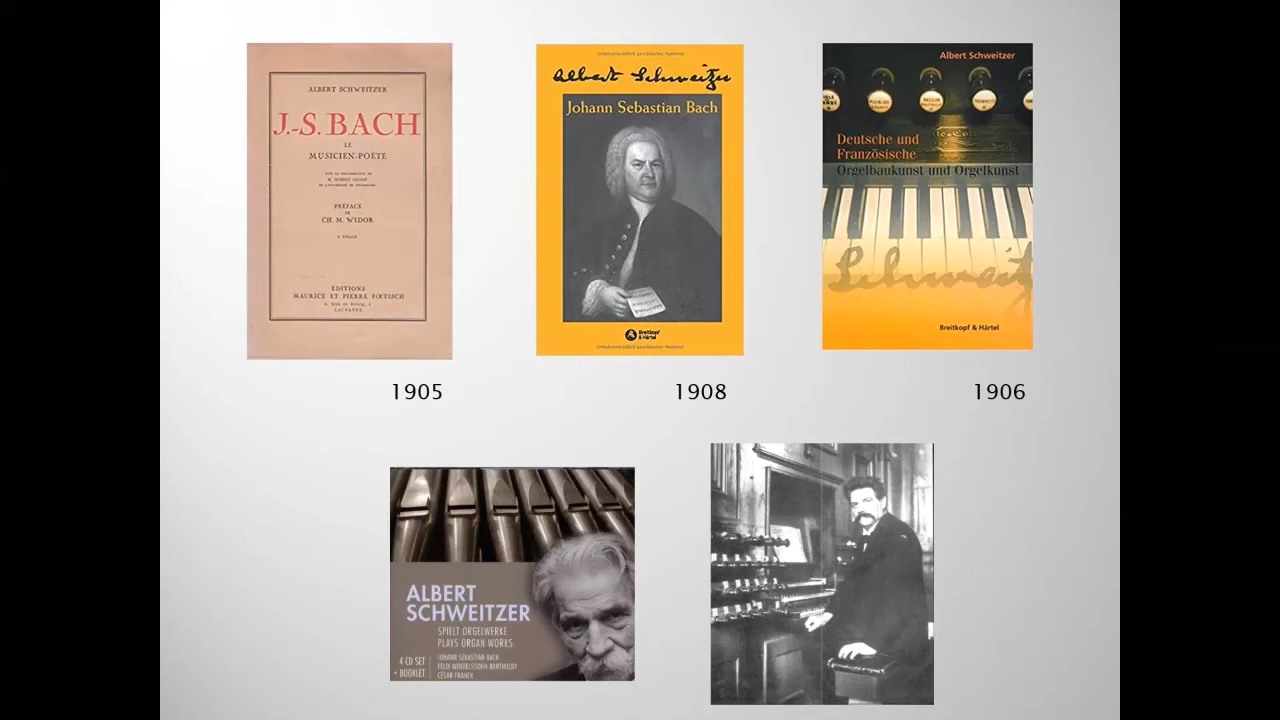 ALBERT SCHWEITZER
J.-S. BACH
LE
MUSICIEN-POÈTE
PRÉFACE
DE
CH. M. WIDOR
EDITIONS
MAURICE ET PIERRE FŒTISCH
LAUSANNE
1905
Albert Schweitzer
Johann Sebastian Bach
Breitkopf
& Härtel
1908
Albert Schweitzer
Deutsche und
Französische
Orgelbaukunst und Orgelkunst
Schweitz
Breitkopf & Härtel
1906
ALBERT
SCHWEITZER
SPIELT ORGELWERKE
PLAYS ORGAN WORKS
4 CD SET
+ BOOKLET
JOHANN SEBASTIAN BACH
FELIX MENDELSSOHN BARTHOLDY
CÉSAR FRANCK